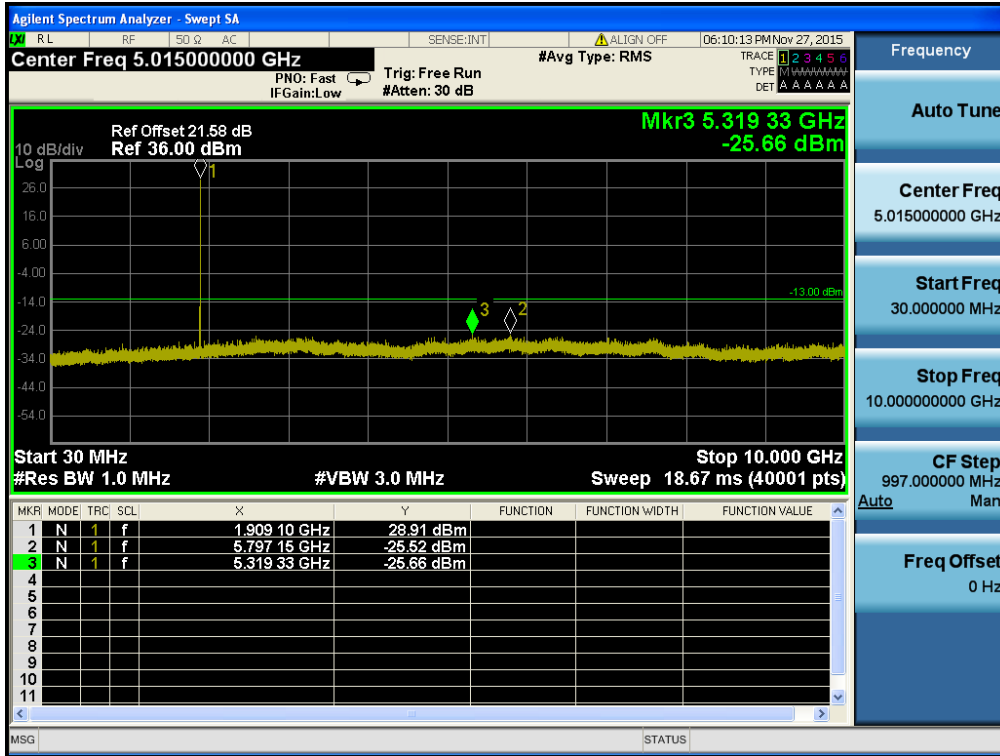 Agilent Spectrum Analyzer - Swept SA
LXI RL RF 50 Ω AC SENSE:INT ALIGN OFF 06:10:13 PM Nov 27, 2015
Center Freq 5.015000000 GHz #Avg Type: RMS TRACE 1 2 3 4 5 6
PNO: Fast Trig: Free Run TYPE M
IFGain:Low #Atten: 30 dB DET A A A A A A
Mkr3 5.319 33 GHz
-25.66 dBm
Ref Offset 21.58 dB
10 dB/div Ref 36.00 dBm
Log
1
26.0
16.0
6.00
-4.00
-13.00 dBm
-14.0
3 2
-24.0
-34.0
-44.0
-54.0
Start 30 MHz Stop 10.000 GHz
#Res BW 1.0 MHz #VBW 3.0 MHz Sweep 18.67 ms (40001 pts)
MKR MODE TRC SCL X Y FUNCTION FUNCTION WIDTH FUNCTION VALUE
1 N 1 f 1.909 10 GHz 28.91 dBm
2 N 1 f 5.797 15 GHz -25.52 dBm
3 N 1 f 5.319 33 GHz -25.66 dBm
4
5
6
7
8
9
10
11
MSG STATUS
Frequency
Auto Tune
Center Freq
5.015000000 GHz
Start Freq
30.000000 MHz
Stop Freq
10.000000000 GHz
CF Step
997.000000 MHz
Auto Man
Freq Offset
0 Hz